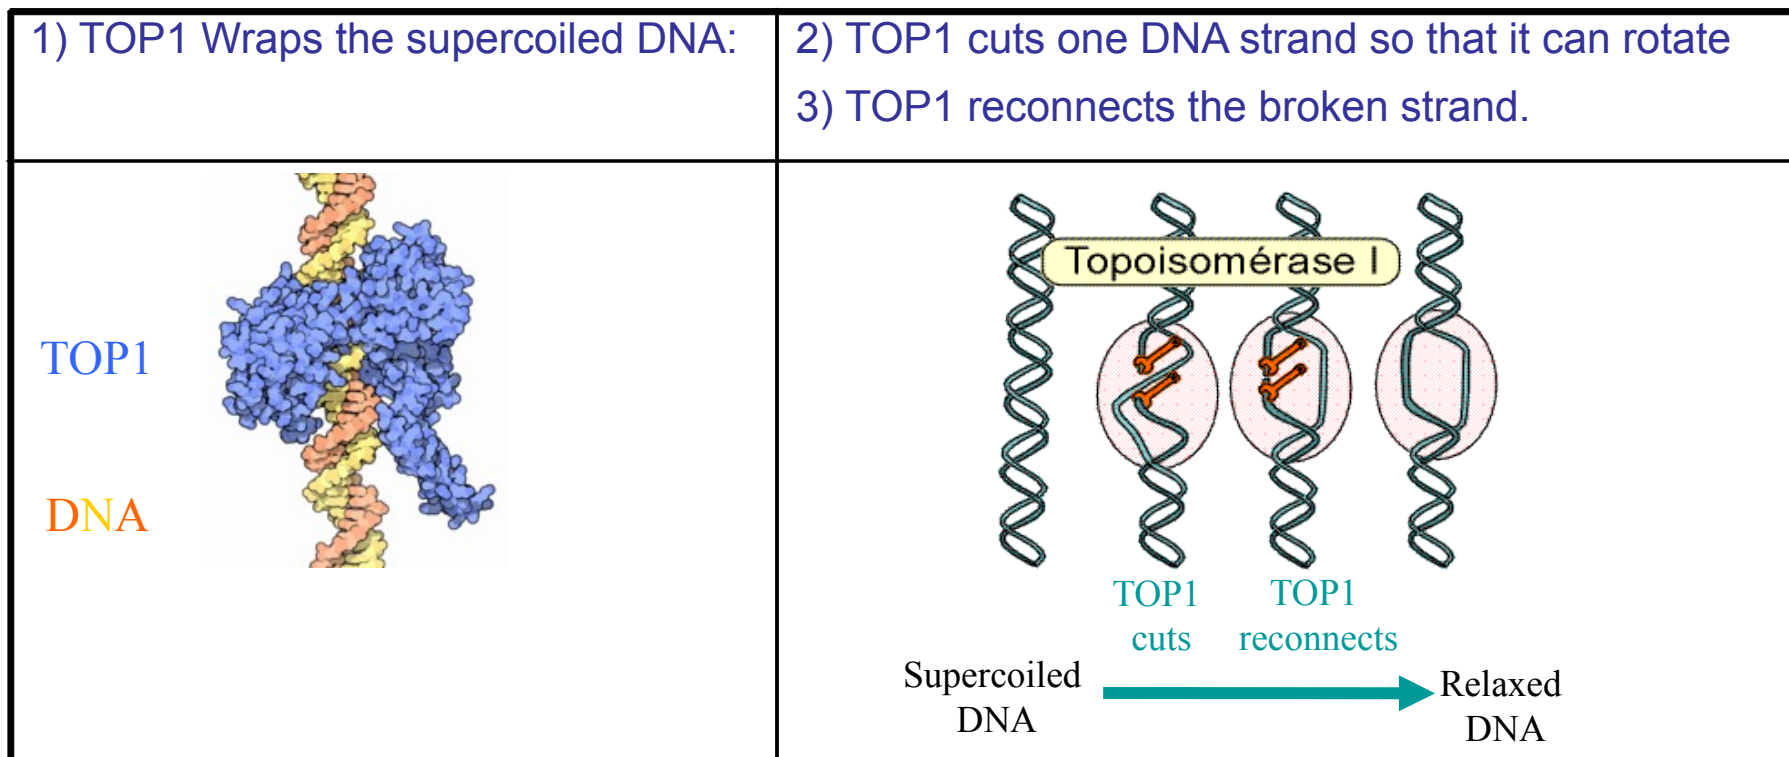 1) TOP1 Wraps the supercoiled DNA:
2) TOP1 cuts one DNA strand so that it can rotate
3) TOP1 reconnects the broken strand.
TOP1
DNA
Topoisomérase I
TOP1
cuts
TOP1
reconnects
Supercoiled
DNA
Relaxed
DNA